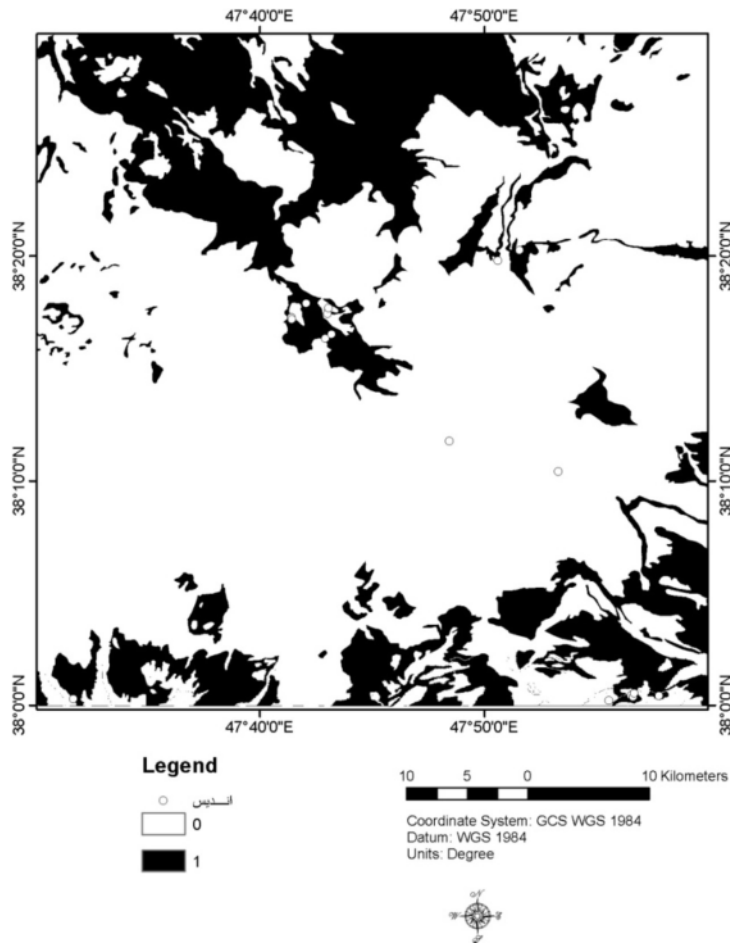 47°40'0"E 47°50'0"E
38°20'0"N 38°20'0"N
38°10'0"N 38°10'0"N
38°0'0"N 38°0'0"N
47°40'0"E 47°50'0"E
Legend
اندیس
0
1
10 5 0 10 Kilometers
Coordinate System: GCS WGS 1984
Datum: WGS 1984
Units: Degree
N
W E
S